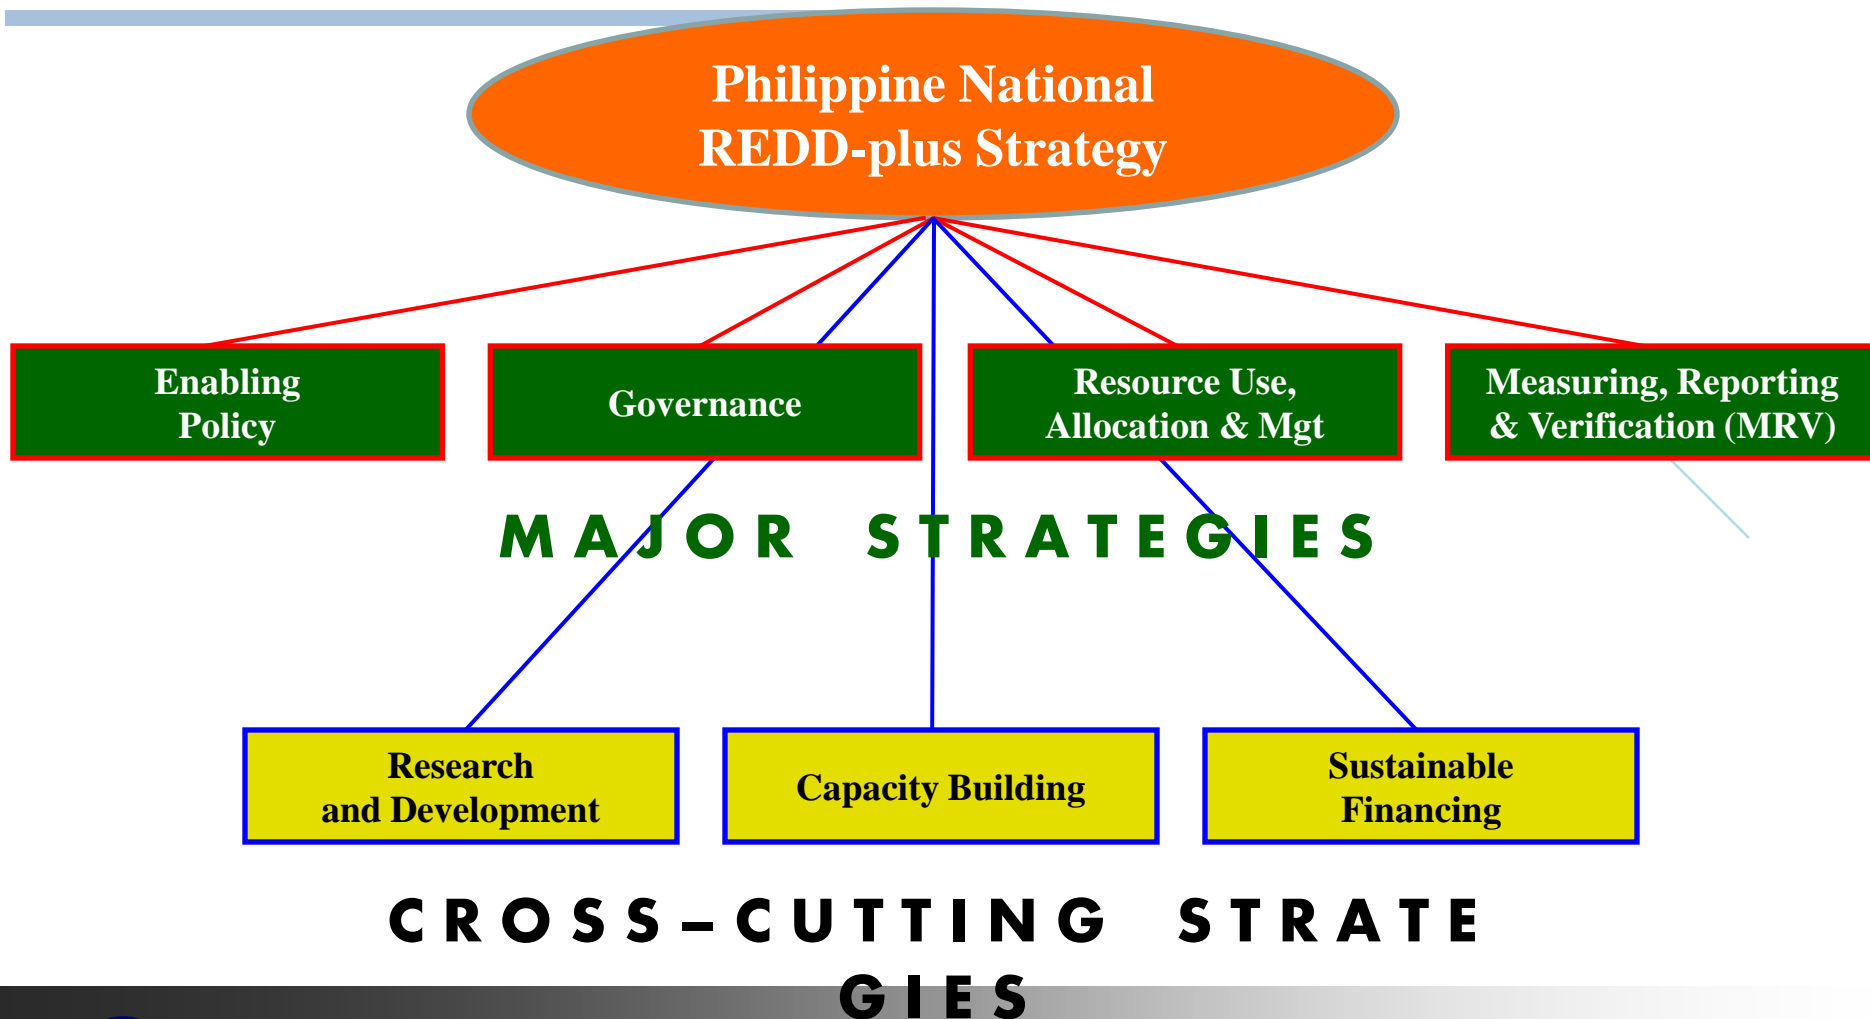 Philippine National
REDD-plus Strategy
Enabling
Policy
Governance
Resource Use,
Allocation & Mgt
Measuring, Reporting
& Verification (MRV)
MAJOR STRATEGIES
Research
and Development
Capacity Building
Sustainable
Financing
CROSS–CUTTING STRATE
GIES